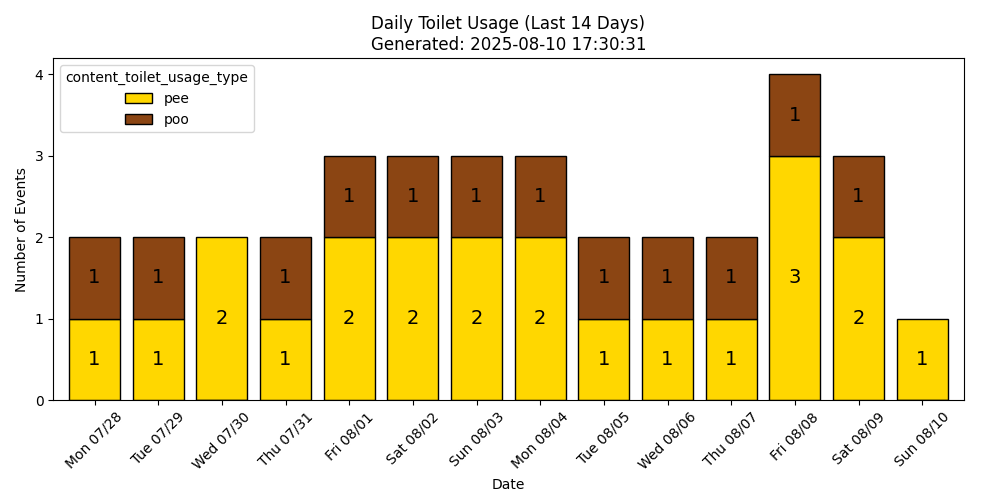 Daily Toilet Usage (Last 14 Days)
Generated: 2025-08-10 17:30:31
content_toilet_usage_type
pee
poo
Number of Events
4
3
2
1
0
1 1 1 1 1 1 1 1 1 1 1 1
1 1 2 1 2 2 2 2 1 1 1 3 2 1
Mon 07/28
Tue 07/29
Wed 07/30
Thu 07/31
Fri 08/01
Sat 08/02
Sun 08/03
Mon 08/04
Tue 08/05
Wed 08/06
Thu 08/07
Fri 08/08
Sat 08/09
Sun 08/10
Date